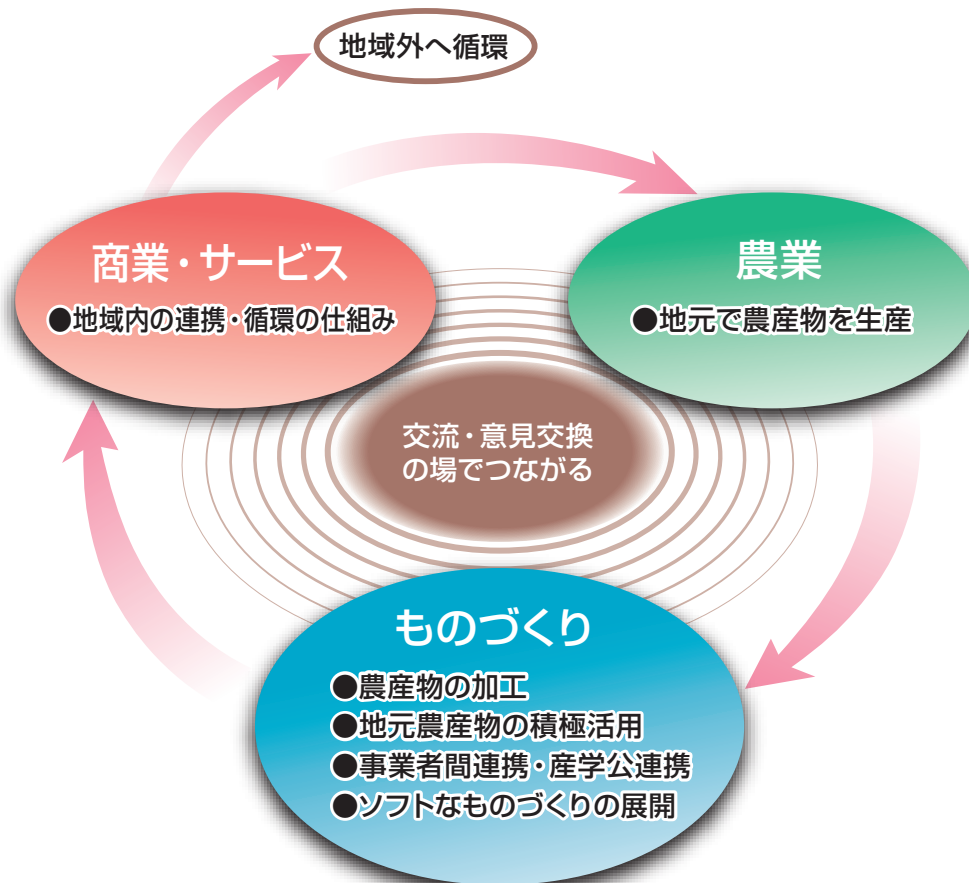 地域外へ循環
商業・サービス
●地域内の連携・循環の仕組み
農業
●地元で農産物を生産
交流・意見交換
の場でつながる
ものづくり
●農産物の加工
●地元農産物の積極活用
●事業者間連携・産学公連携
●ソフトなものづくりの展開